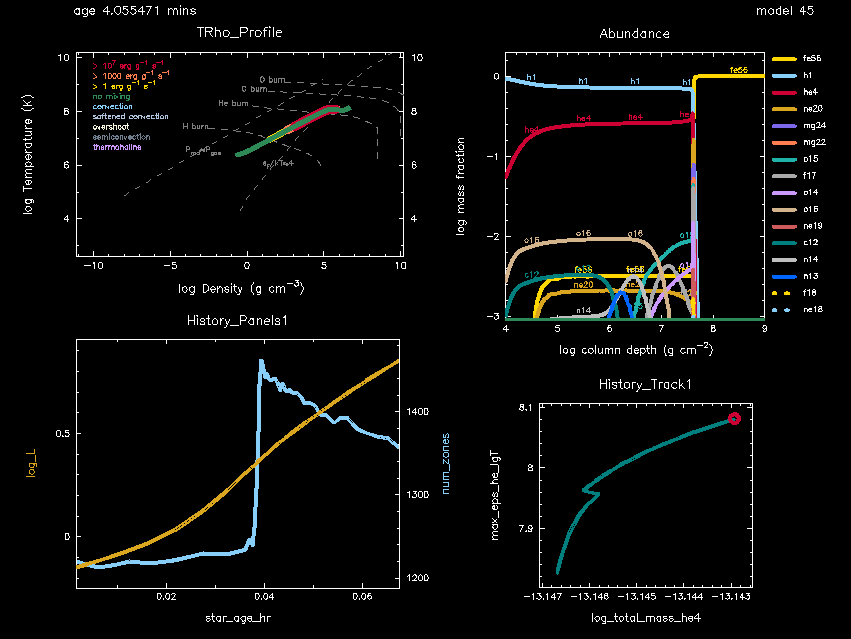 age 4.055471 mins
model 45
TRho_Profile
10
8
6
4
−10
−5
0
5
10
10
8
6
4
log Temperature (K)
log Density (g cm⁻³)
> 10⁷ erg g⁻¹ s⁻¹
> 1000 erg g⁻¹ s⁻¹
> 1 erg g⁻¹ s⁻¹
no mixing
convection
softened convection
overshoot
semiconvection
thermohaline
O burn
C burn
He burn
H burn
Abundance
0
−1
−2
−3
4
5
6
7
8
9
log mass fraction
log column depth (g cm⁻²)
h1
h1
h1
h1
fe56
he4
he4
he4
he
o16
o16
o16
c12
fe56
ne20
n14
fe56
h1
he4
ne20
mg24
mg22
o15
f17
o14
o16
ne19
c12
n14
n13
f18
ne18
History_Panels1
0.5
0
0.02
0.04
0.06
1400
1300
1200
log_L
num_zones
star_age_hr
History_Track1
8.1
8
7.9
−13.147
−13.146
−13.145
−13.144
−13.143
max_eps_he_lgT
log_total_mass_he4